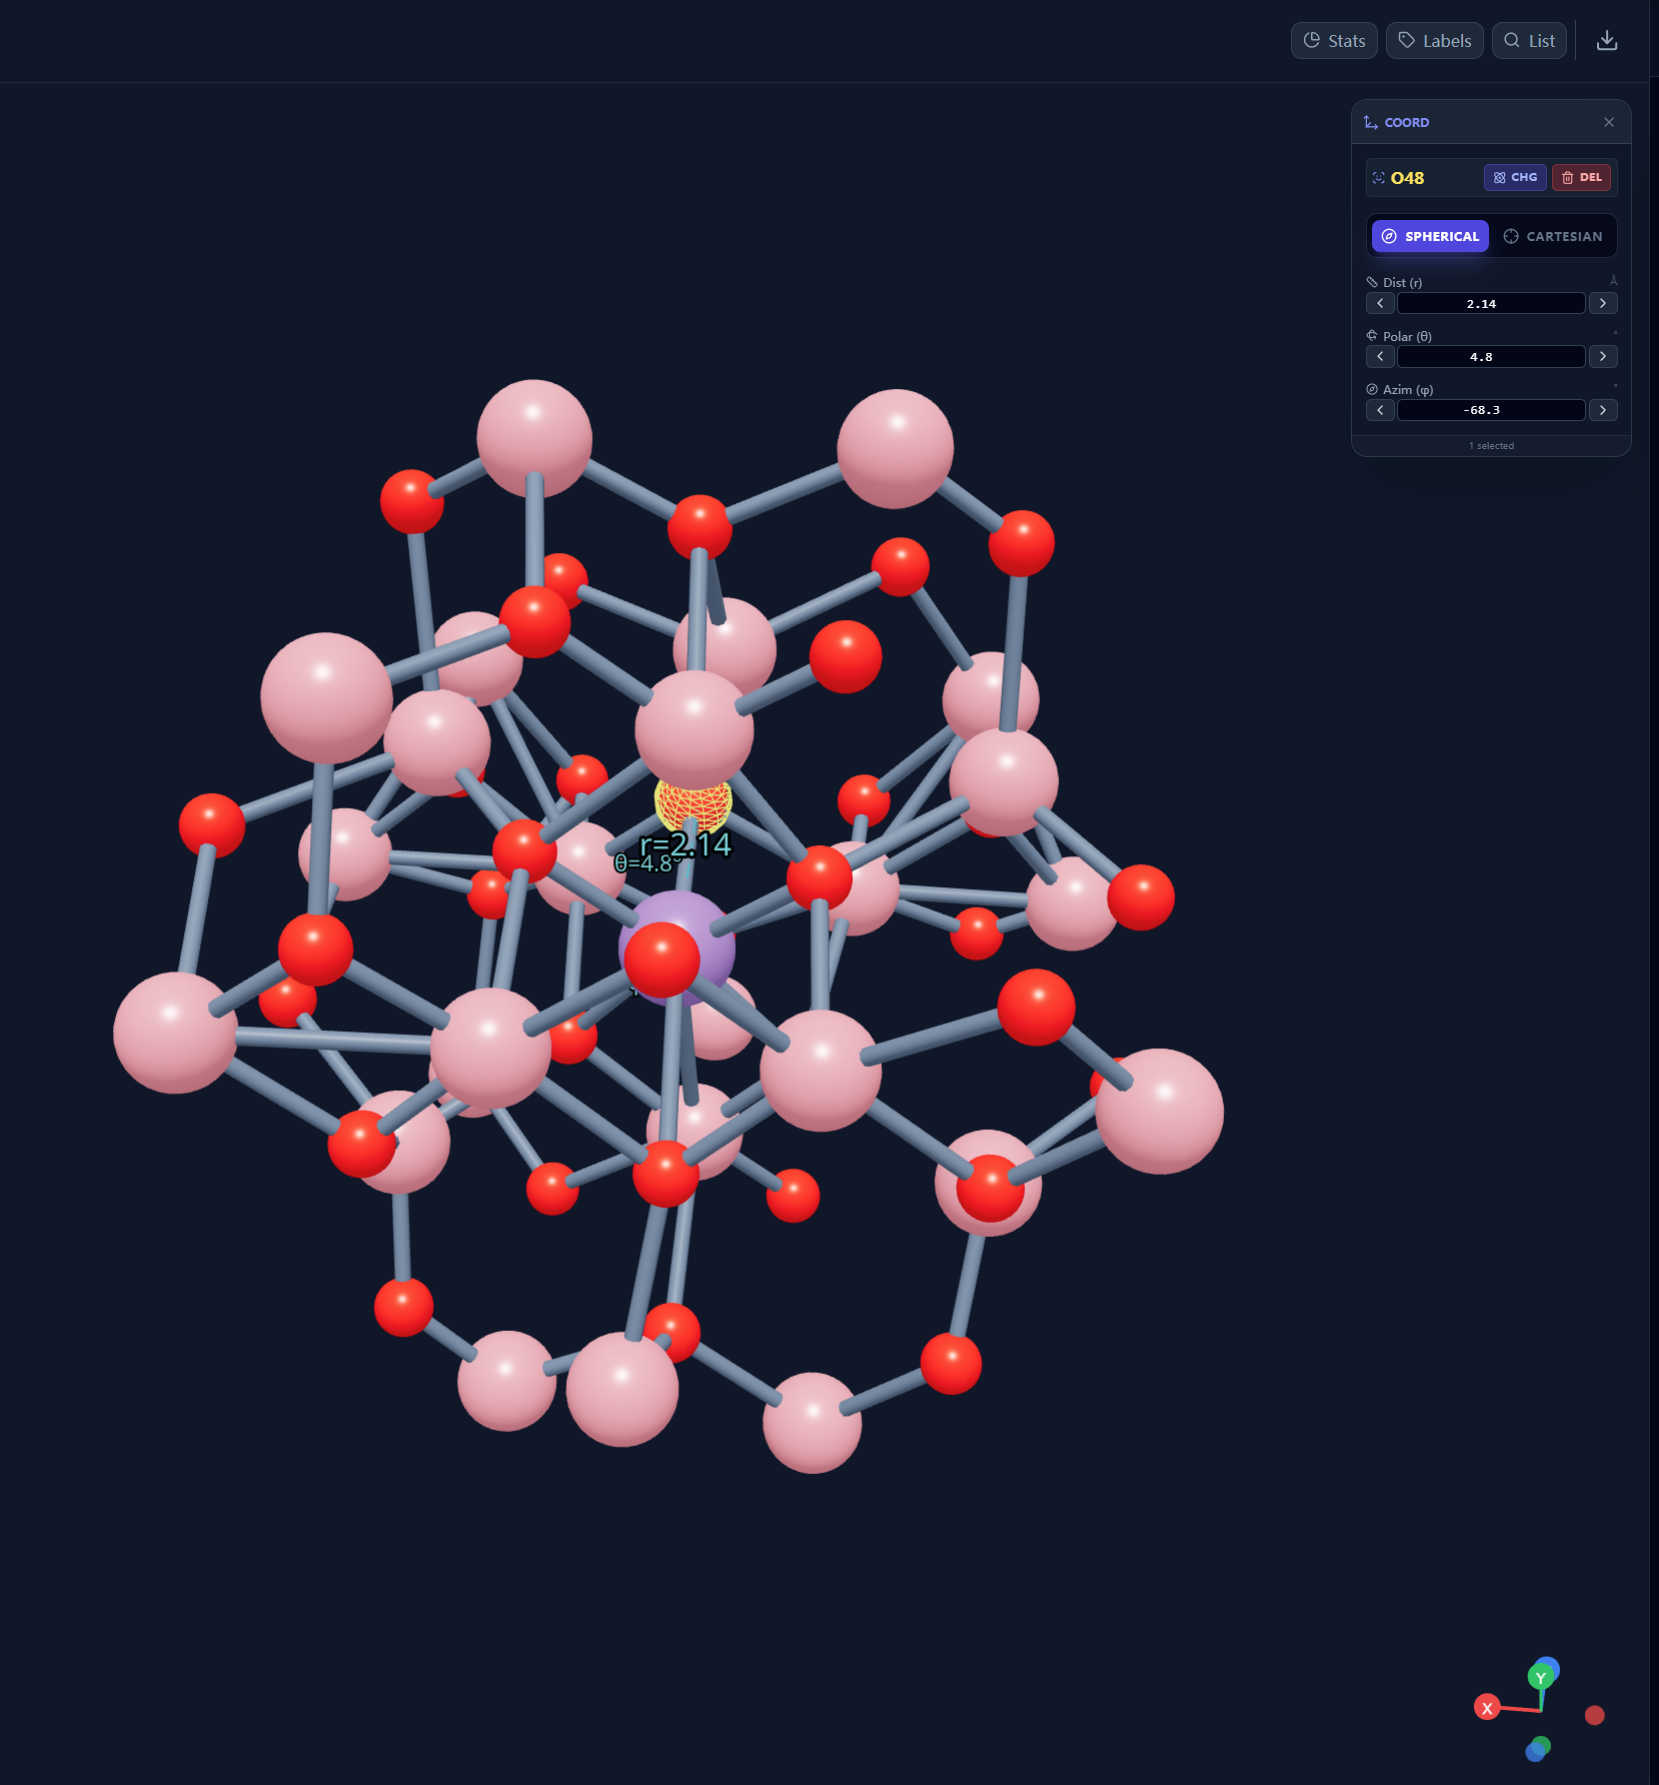 Stats Labels List
COORD
O48 CHG DEL
SPHERICAL CARTESIAN
Dist (r) Å
2.14
Polar (θ) °
4.8
Azim (φ) °
-68.3
1 selected
r=2.14
θ=4.8°
Y
X